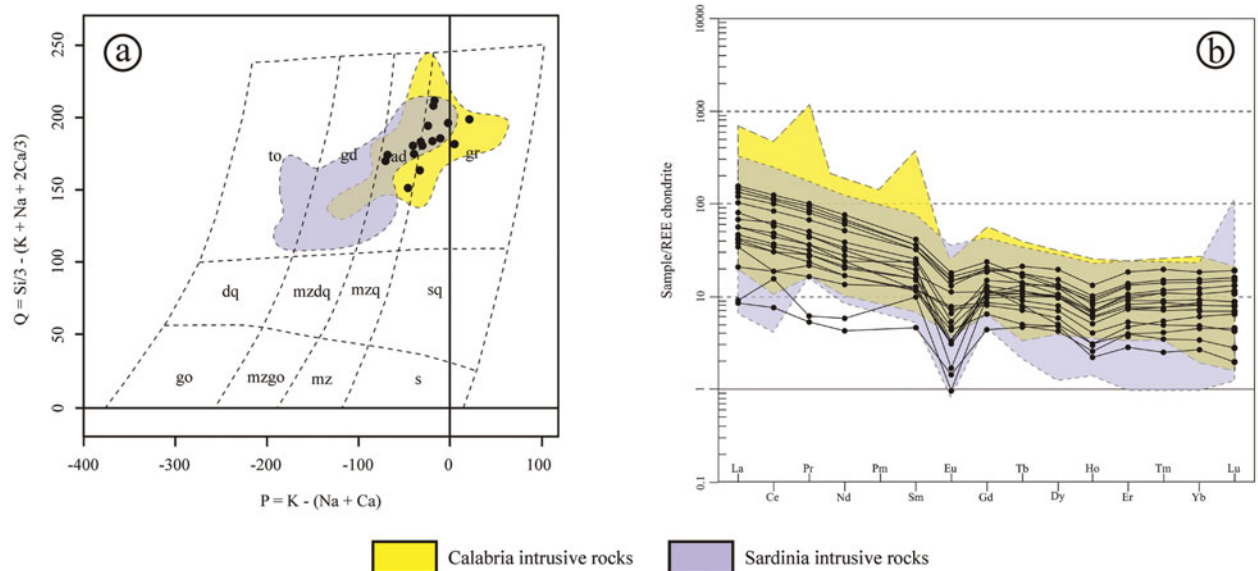 a
Q = Si/3 - (K + Na + 2Ca/3)
250
200
150
100
50
0
to
gd
ad
gr
dq
mzdq
mzq
sq
go
mzgo
mz
s
-400
-300
-200
-100
0
100
P = K - (Na + Ca)
b
Sample/REE chondrite
10000
1000
100
10
1
0.1
La
Pr
Pm
Eu
Tb
Ho
Tm
Lu
Ce
Nd
Sm
Gd
Dy
Er
Yb
Calabria intrusive rocks
Sardinia intrusive rocks